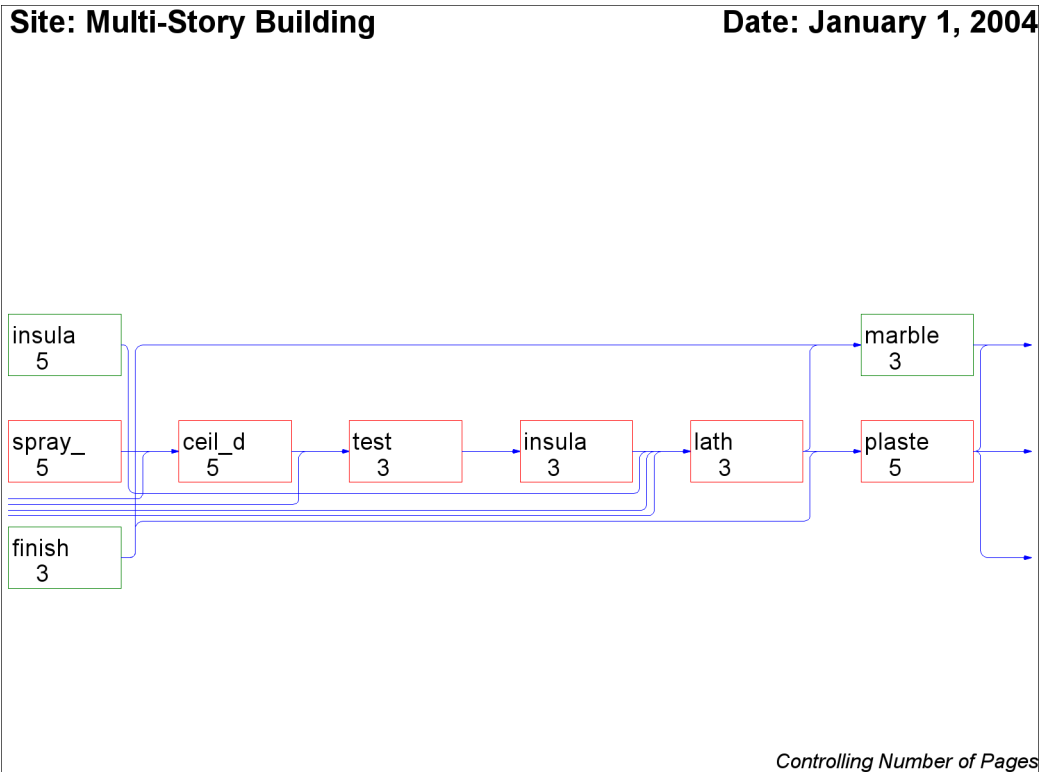 Site: Multi-Story Building
Date: January 1, 2004
insula
5
marble
3
spray_
5
ceil_d
5
test
3
insula
3
lath
3
plaste
5
finish
3
Controlling Number of Pages